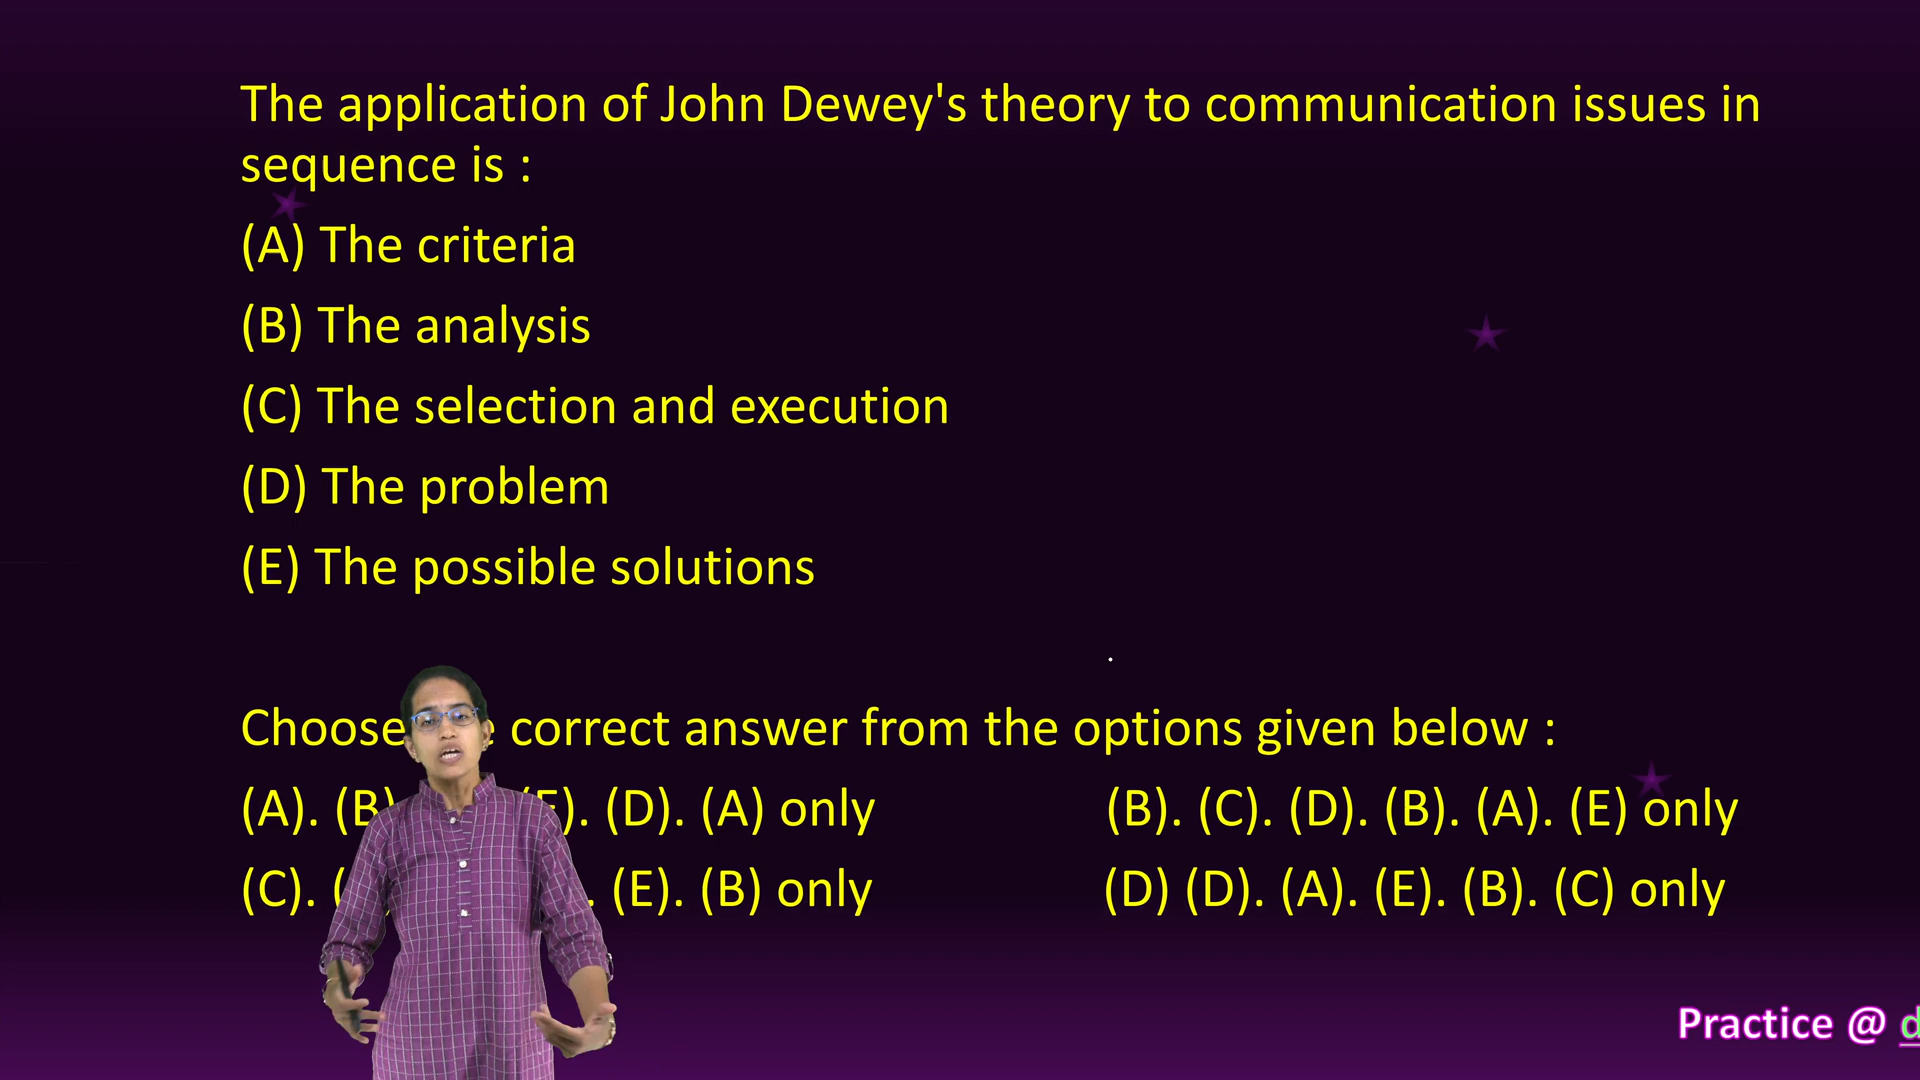 The application of John Dewey's theory to communication issues in
sequence is :
(A) The criteria
(B) The analysis
(C) The selection and execution
(D) The problem
(E) The possible solutions
Choose correct answer from the options given below :
(A). (B) (E). (D). (A) only (B). (C). (D). (B). (A). (E) only
(C). (E). (B) only (D) (D). (A). (E). (B). (C) only
Practice @